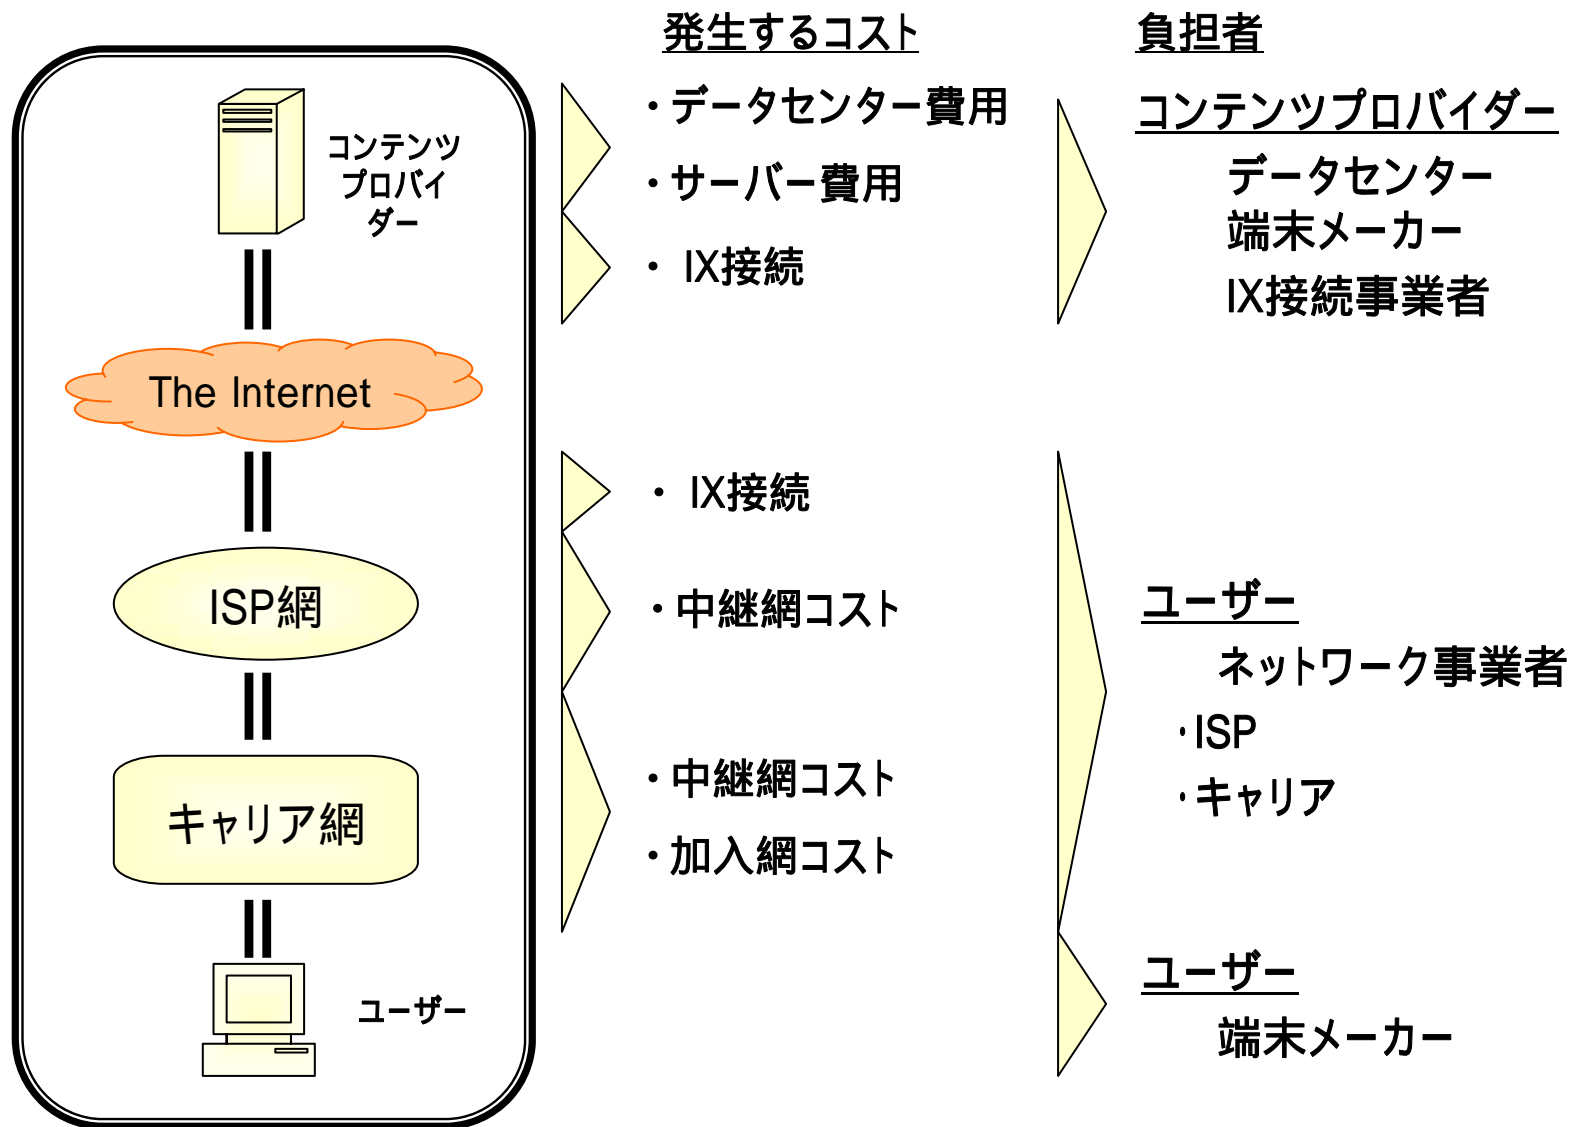 発生するコスト
負担者
コンテンツ
プロバイ
ダー
The Internet
ISP網
キャリア網
ユーザー
・データセンター費用
・サーバー費用
・ IX接続
・ IX接続
・中継網コスト
・中継網コスト
・加入網コスト
コンテンツプロバイダー
データセンター
端末メーカー
IX接続事業者
ユーザー
ネットワーク事業者
・ISP
・キャリア
ユーザー
端末メーカー